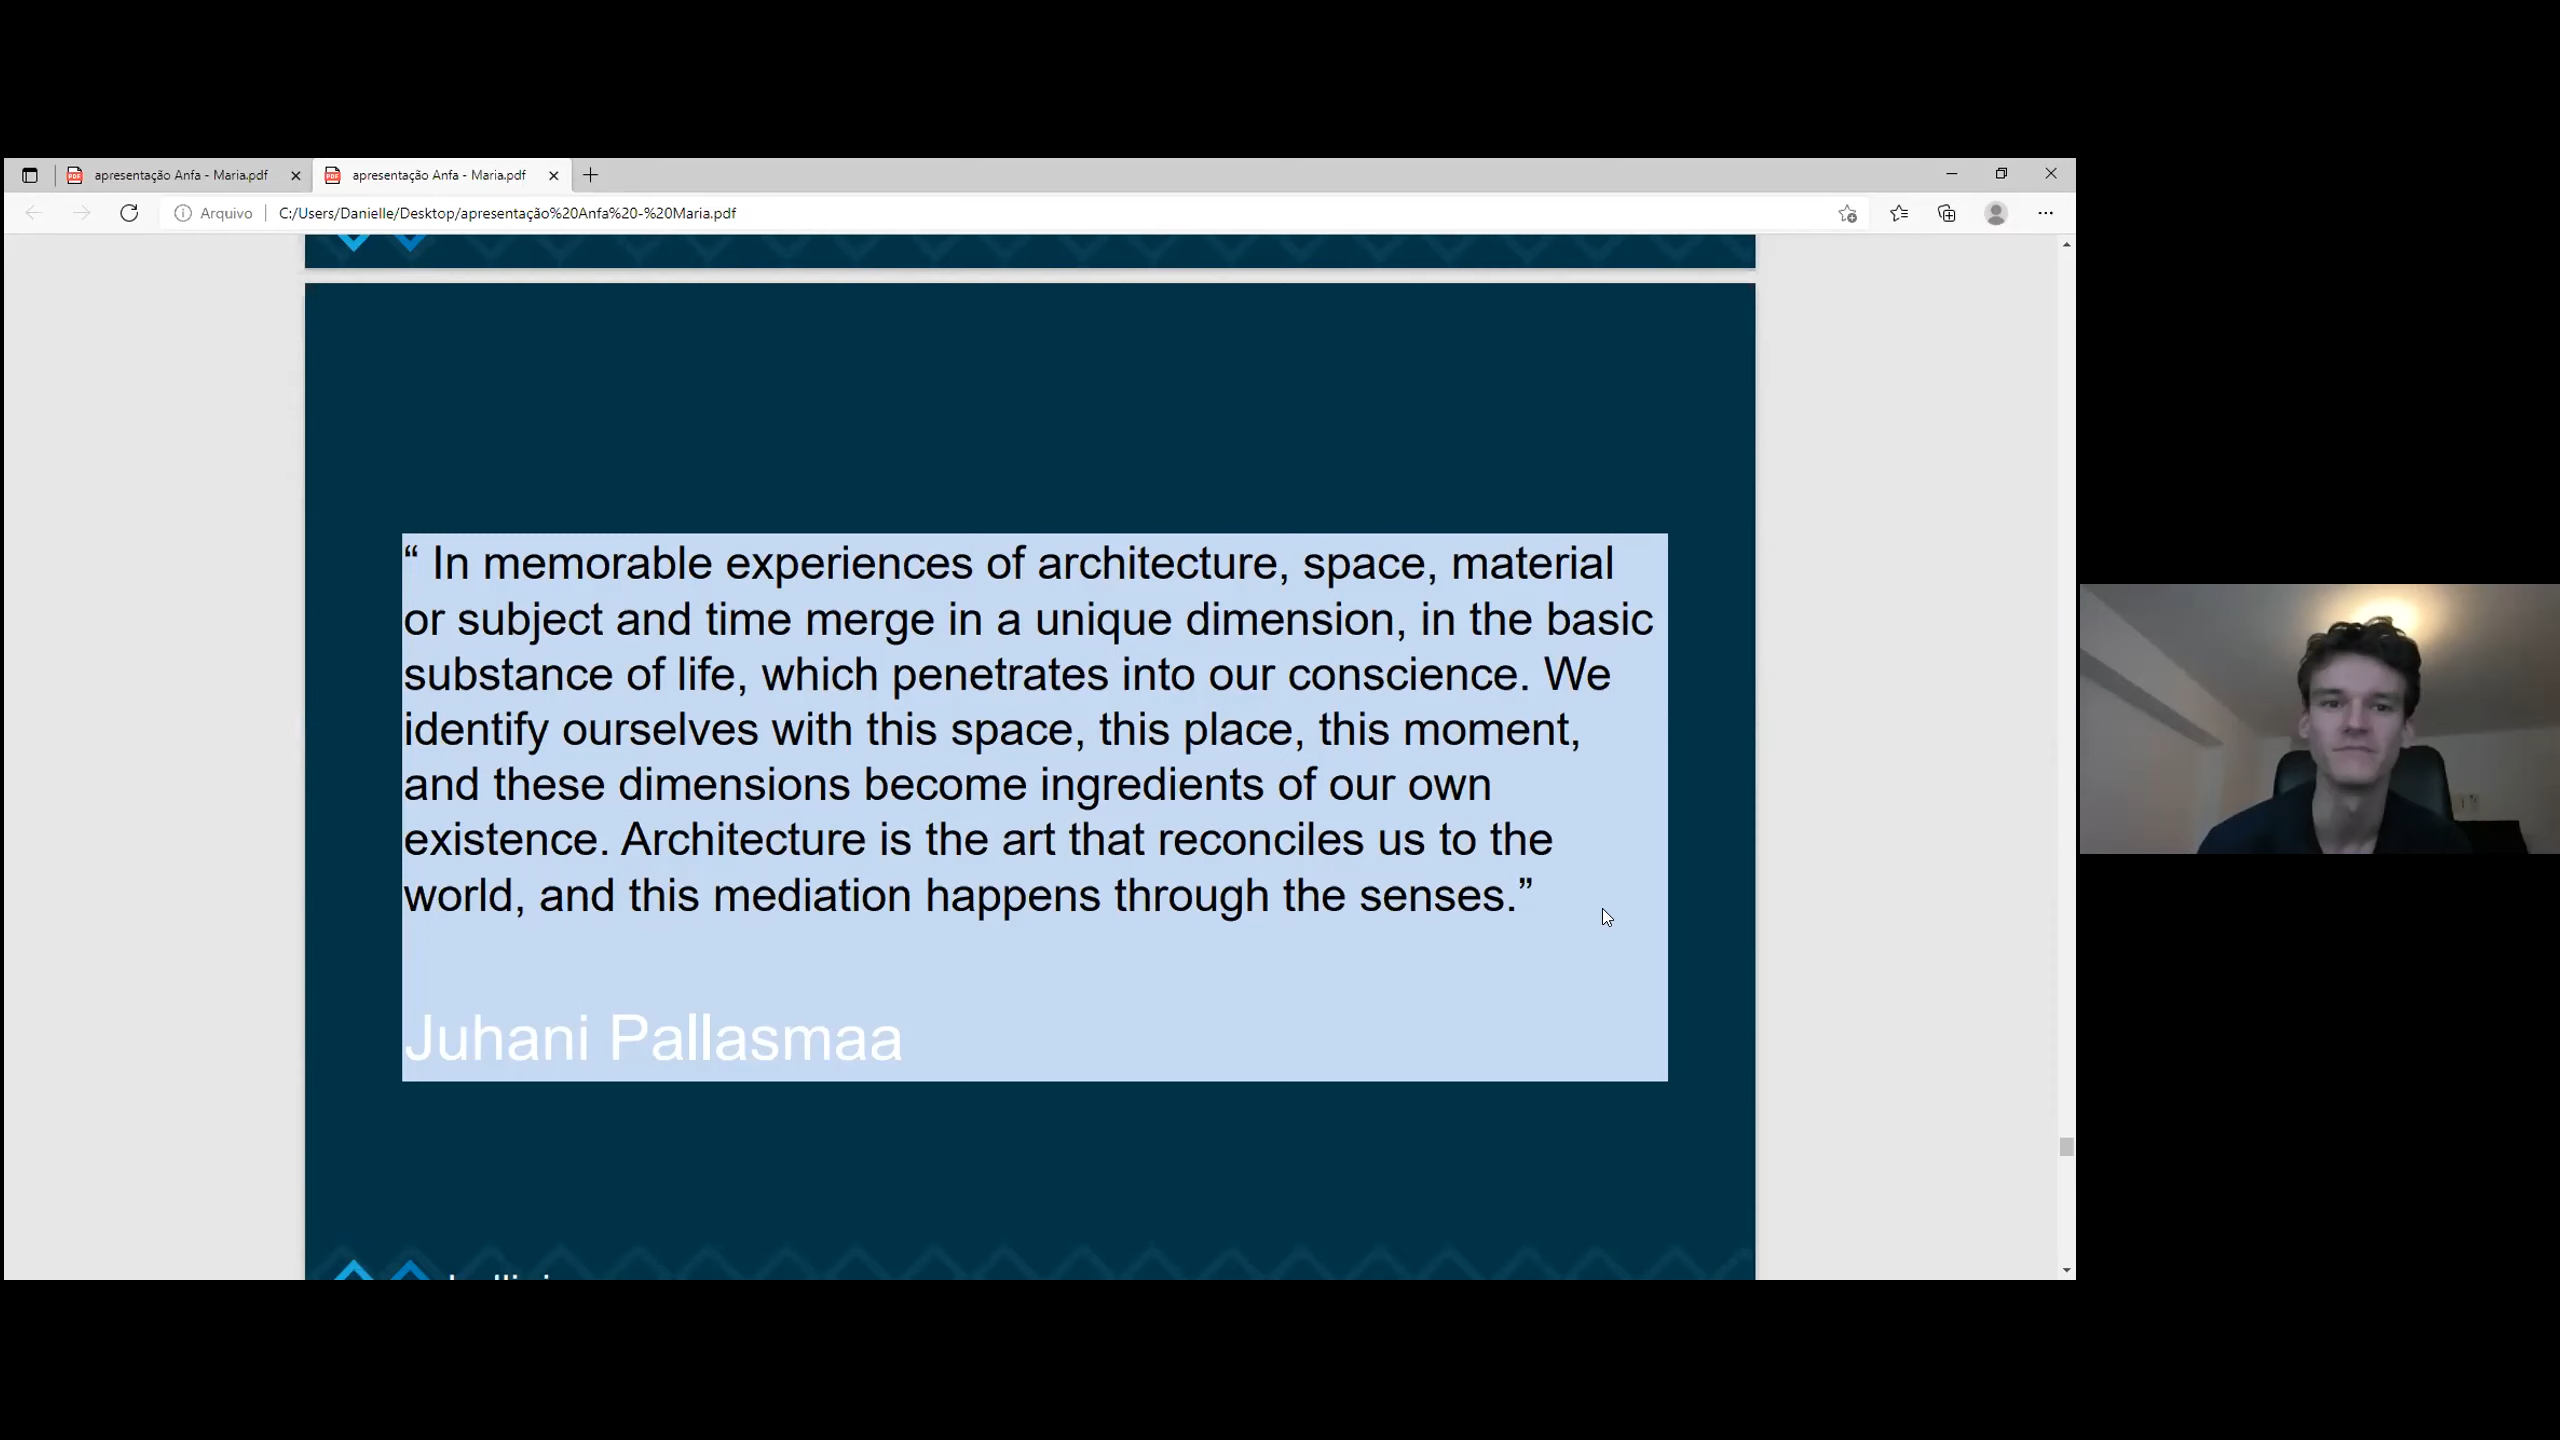 apresentação Anfa - Maria.pdf
apresentação Anfa - Maria.pdf
Arquivo
C:/Users/Danielle/Desktop/apresentação%20Anfa%20-%20Maria.pdf
“ In memorable experiences of architecture, space, material
or subject and time merge in a unique dimension, in the basic
substance of life, which penetrates into our conscience. We
identify ourselves with this space, this place, this moment,
and these dimensions become ingredients of our own
existence. Architecture is the art that reconciles us to the
world, and this mediation happens through the senses.”
Juhani Pallasmaa